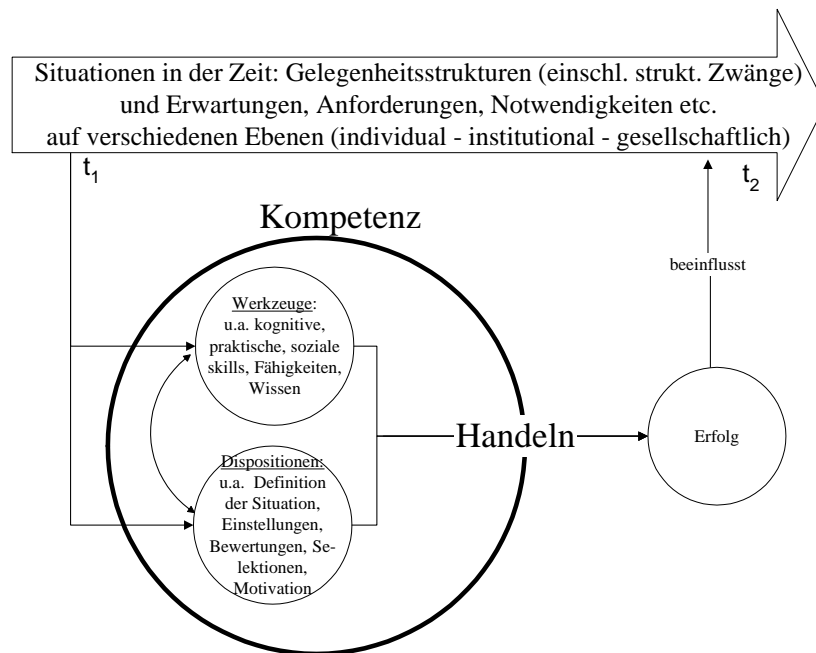 Situationen in der Zeit: Gelegenheitsstrukturen (einschl. strukt. Zwänge)
und Erwartungen, Anforderungen, Notwendigkeiten etc.
auf verschiedenen Ebenen (individual - institutional - gesellschaftlich)
t1
t2
Kompetenz
beeinflusst
Werkzeuge:
u.a. kognitive,
praktische, soziale
skills, Fähigkeiten,
Wissen
Handeln
Erfolg
Dispositionen:
u.a. Definition
der Situation,
Einstellungen,
Bewertungen, Se-
lektionen,
Motivation